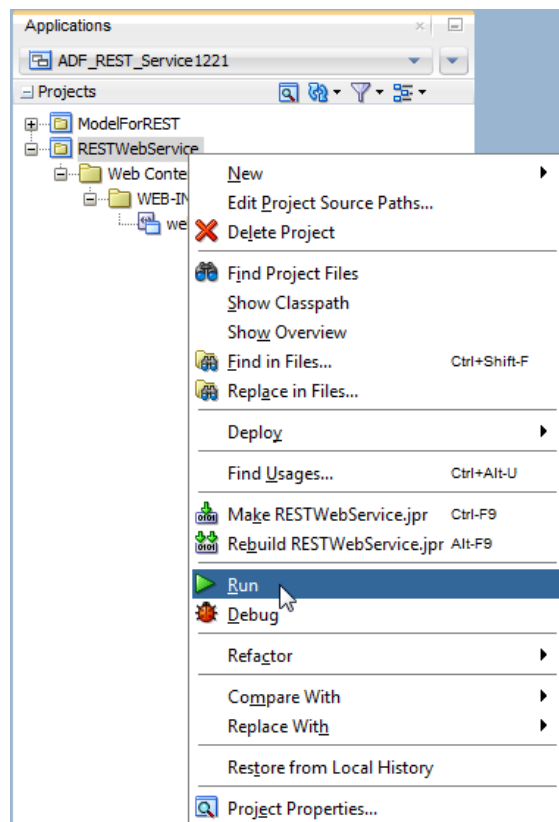 Applications
ADF_REST_Service1221
Projects
ModelForREST
RESTWebService
Web Conte
WEB-IN
we
New
Edit Project Source Paths...
Delete Project
Find Project Files
Show Classpath
Show Overview
Find in Files... Ctrl+Shift-F
Replace in Files...
Deploy
Find Usages... Ctrl+Alt-U
Make RESTWebService.jpr Ctrl-F9
Rebuild RESTWebService.jpr Alt-F9
Run
Debug
Refactor
Compare With
Replace With
Restore from Local History
Project Properties...